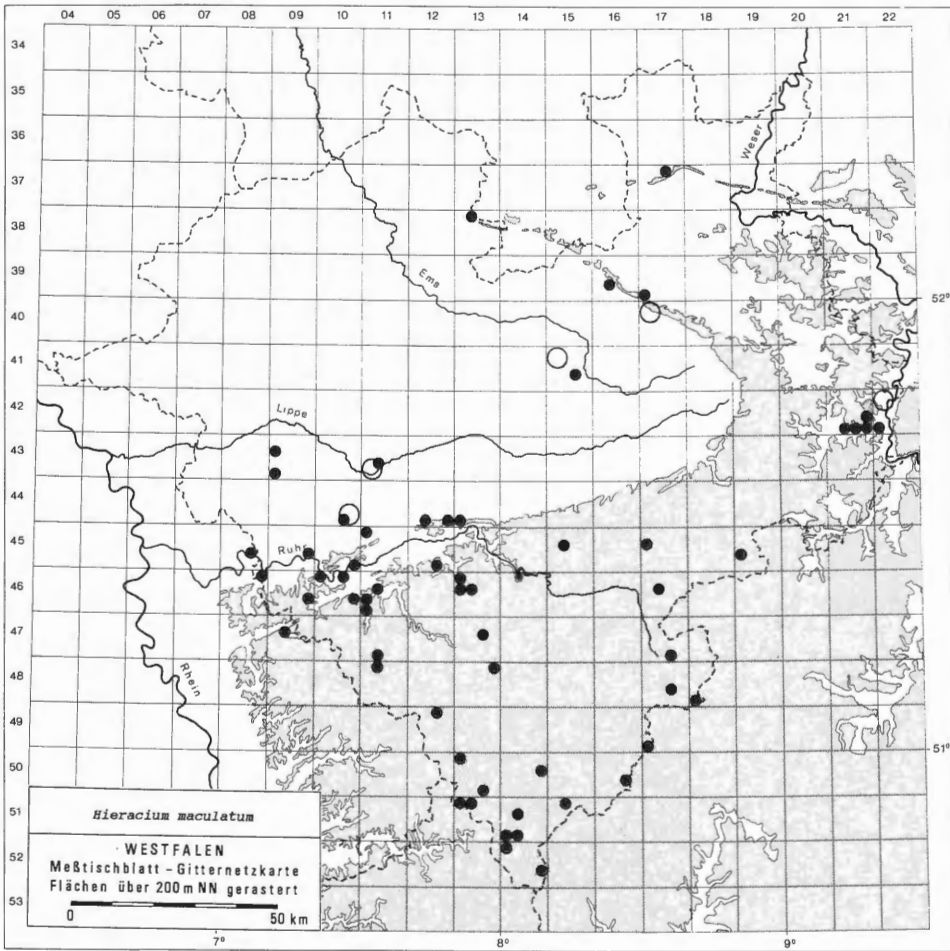 04 05 06 07 08 09 10 11 12 13 14 15 16 17 18 19 20 21 22
34
35
36
37
38
39
40
41
42
43
44
45
46
47
48
49
50
51
52
53
Weser
Ems
52°
Lippe
Ruhr
Rhein
51°
Hieracium maculatum
WESTFALEN
Meßtischblatt - Gitternetzkarte
Flächen über 200 m NN gerastert
0 50 km
7° 8° 9°